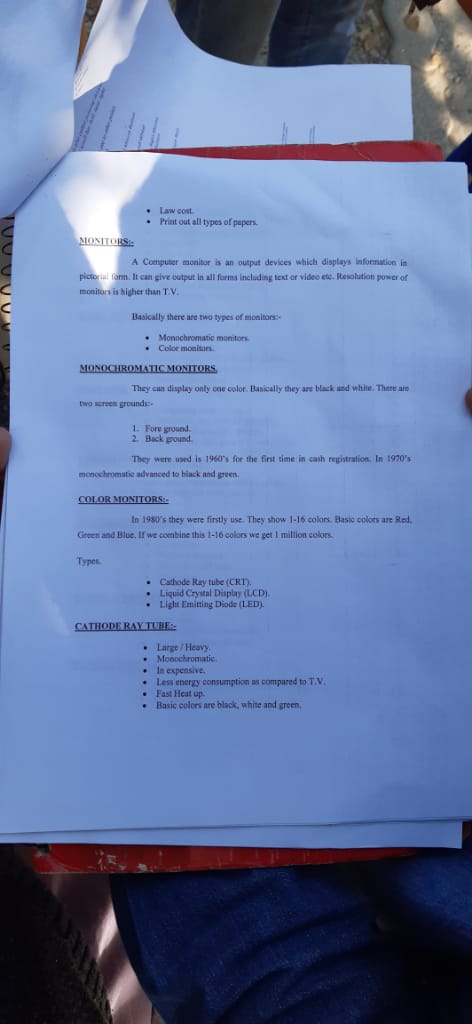 • Law cost.
• Print out all types of papers.
MONITORS:-
A Computer monitor is an output devices which displays information in
pictorial form. It can give output in all forms including text or video etc. Resolution power of
monitors is higher than T.V.
Basically there are two types of monitors:-
• Monochromatic monitors.
• Color monitors.
MONOCHROMATIC MONITORS.
They can display only one color. Basically they are black and white. There are
two screen grounds:-
1. Fore ground.
2. Back ground.
They were used is 1960's for the first time in cash registration. In 1970's
monochromatic advanced to black and green.
COLOR MONITORS:-
In 1980's they were firstly use. They show 1-16 colors. Basic colors are Red,
Green and Blue. If we combine this 1-16 colors we get 1 million colors.
Types.
• Cathode Ray tube (CRT).
• Liquid Crystal Display (LCD).
• Light Emitting Diode (LED).
CATHODE RAY TUBE:-
• Large / Heavy.
• Monochromatic.
• In expensive.
• Less energy consumption as compared to T.V.
• Fast Heat up.
• Basic colors are black, white and green.